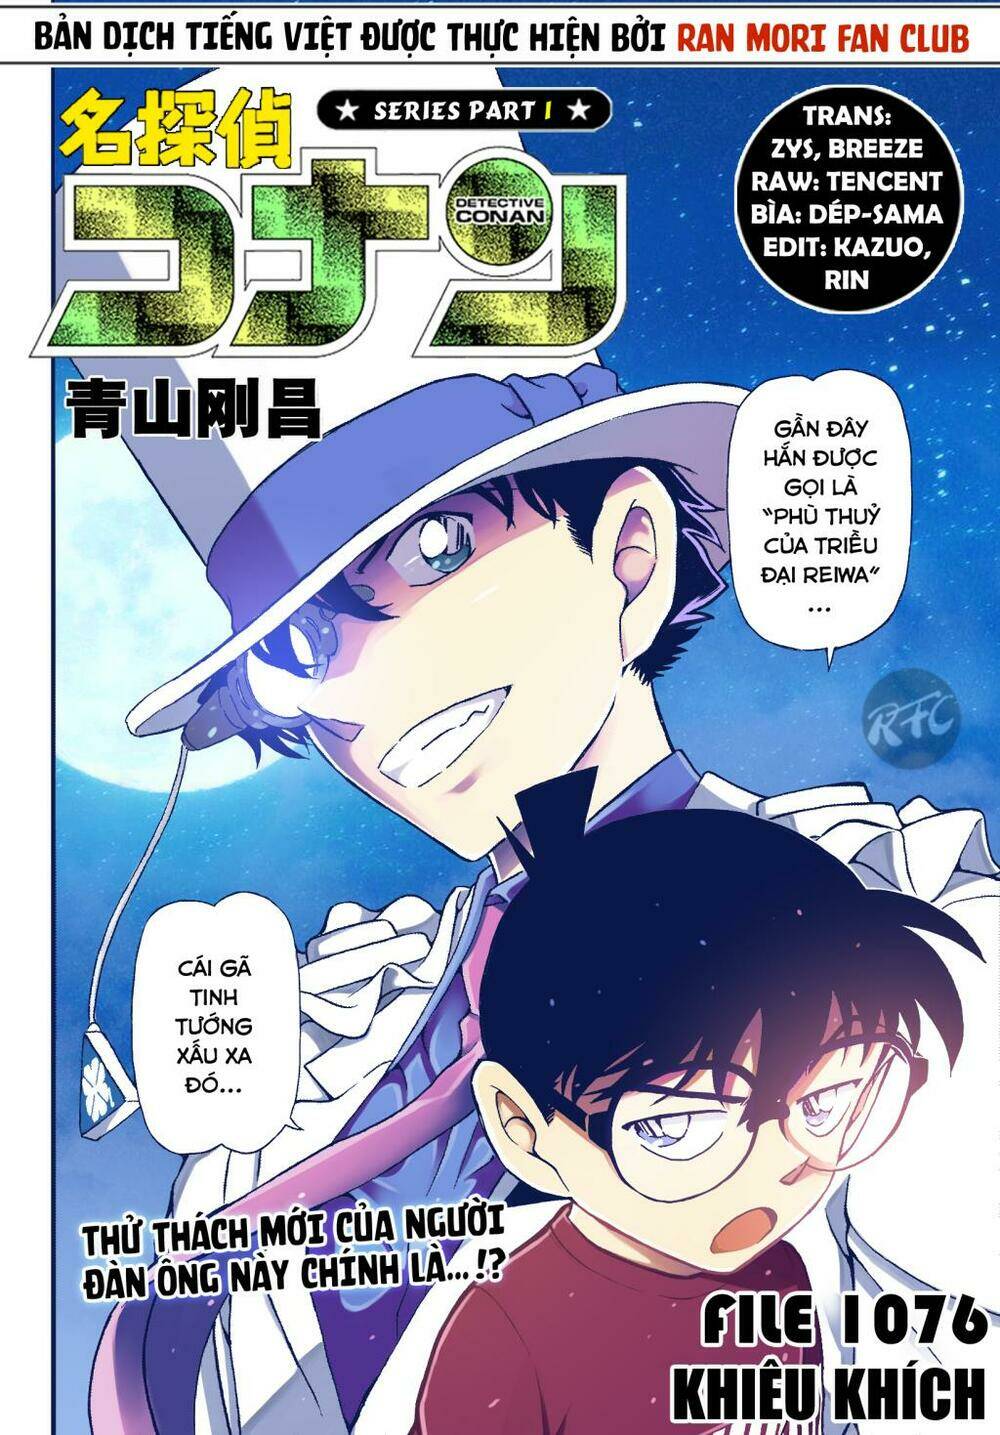 BẢN DỊCH TIẾNG VIỆT ĐƯỢC THỰC HIỆN BỞI RAN MORI FAN CLUB
★ SERIES PART 1 ★
名探偵
コナン
DETECTIVE
CONAN
青山剛昌
TRANS:
ZYS, BREEZE
RAW: TENCENT
BÌA: DÉP-SAMA
EDIT: KAZUO,
RIN
GẦN ĐÂY
HẮN ĐƯỢC
GỌI LÀ
"PHÙ THUỶ
CỦA TRIỀU
ĐẠI REIWA"
...
RFC
CÁI GÃ
TINH
TƯỚNG
XẤU XA
ĐÓ...
THỬ THÁCH MỚI CỦA NGƯỜI
ĐÀN ÔNG NÀY CHÍNH LÀ...!?
FILE 1076
KHIÊU KHÍCH